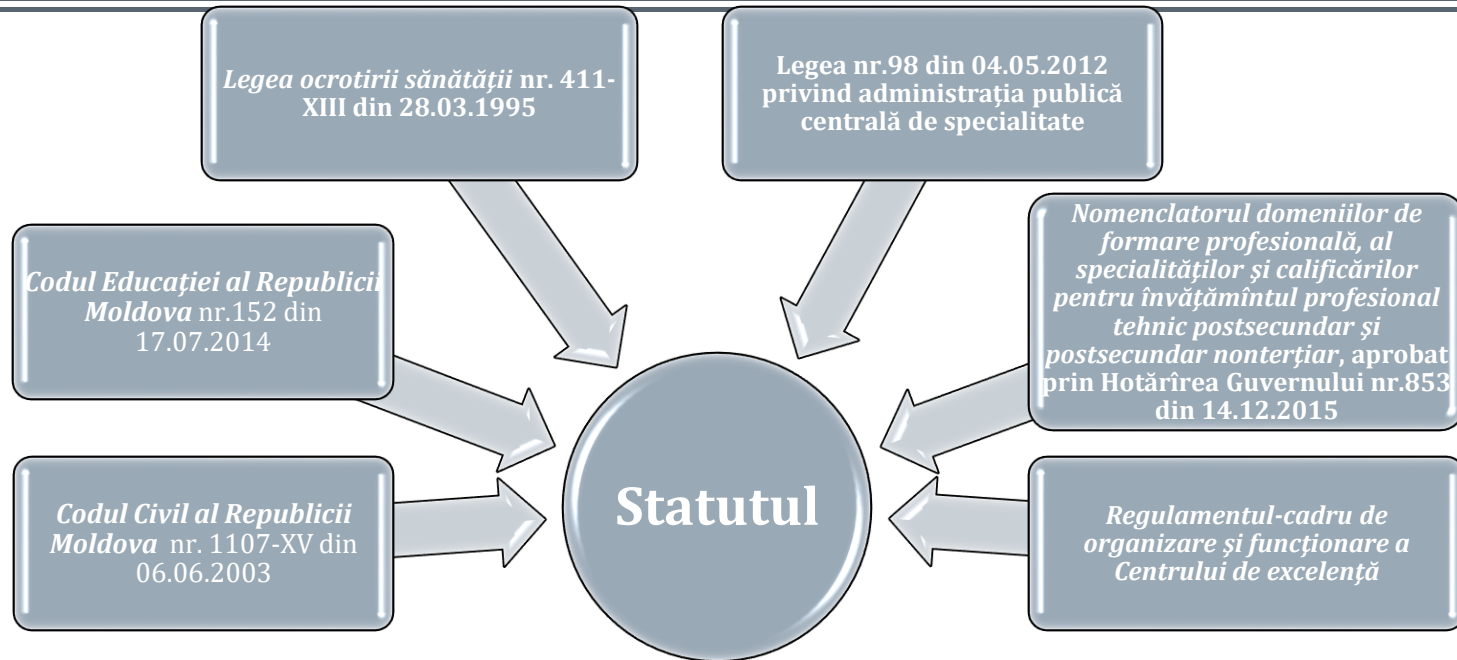 Legea ocrotirii sănătății nr. 411-
XIII din 28.03.1995
Legea nr.98 din 04.05.2012
privind administrația publică
centrală de specialitate
Codul Educației al Republicii
Moldova nr.152 din
17.07.2014
Nomenclatorul domeniilor de
formare profesională, al
specialităților și calificărilor
pentru învățămîntul profesional
tehnic postsecundar și
postsecundar nonterțiar, aprobat
prin Hotărîrea Guvernului nr.853
din 14.12.2015
Codul Civil al Republicii
Moldova nr. 1107-XV din
06.06.2003
Statutul
Regulamentul-cadru de
organizare și funcționare a
Centrului de excelență